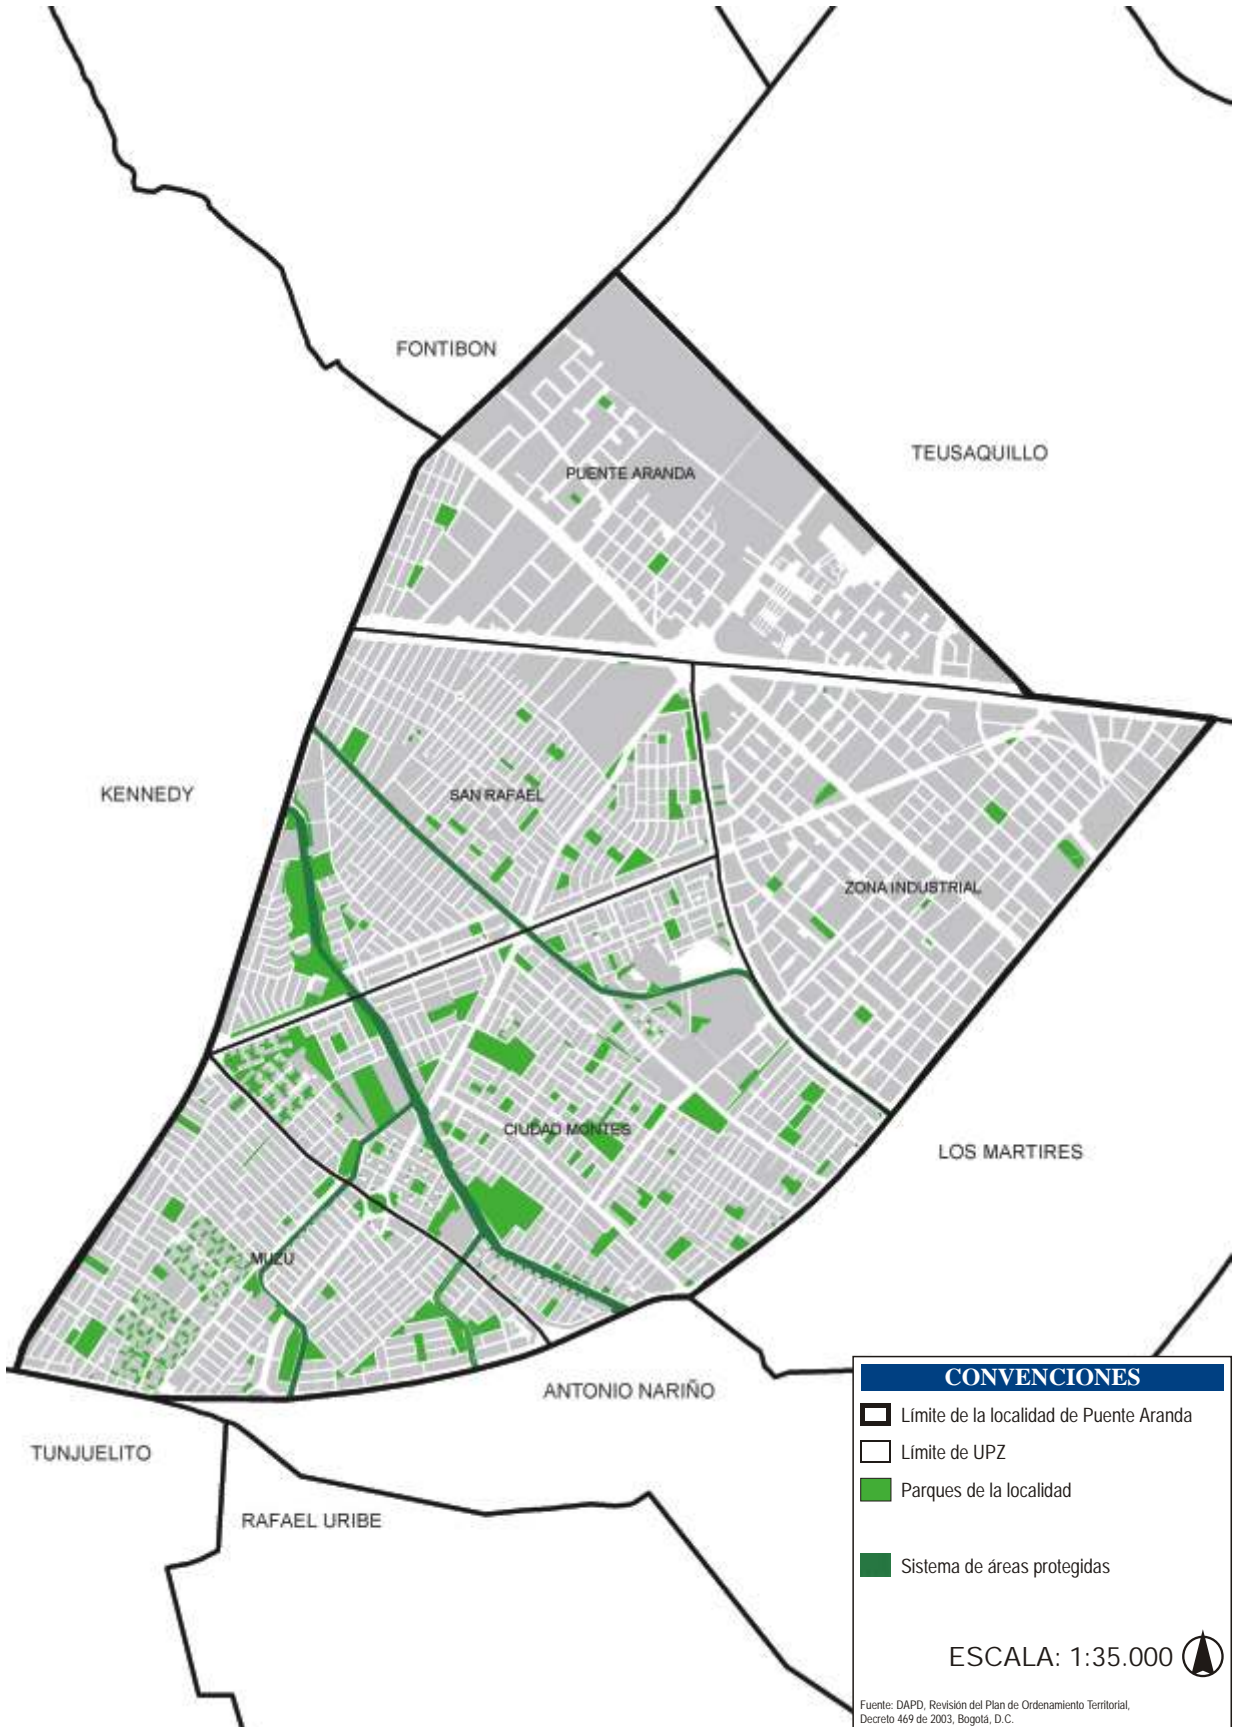 FONTIBON
TEUSAQUILLO
PUENTE ARANDA
KENNEDY
SAN RAFAEL
ZONA INDUSTRIAL
CIUDAD MONTES
LOS MARTIRES
MUZU
ANTONIO NARIÑO
TUNJUELITO
RAFAEL URIBE
CONVENCIONES
Límite de la localidad de Puente Aranda
Límite de UPZ
Parques de la localidad
Sistema de áreas protegidas
ESCALA: 1:35.000
Fuente: DAPD, Revisión del Plan de Ordenamiento Territorial,
Decreto 469 de 2003, Bogotá, D.C.